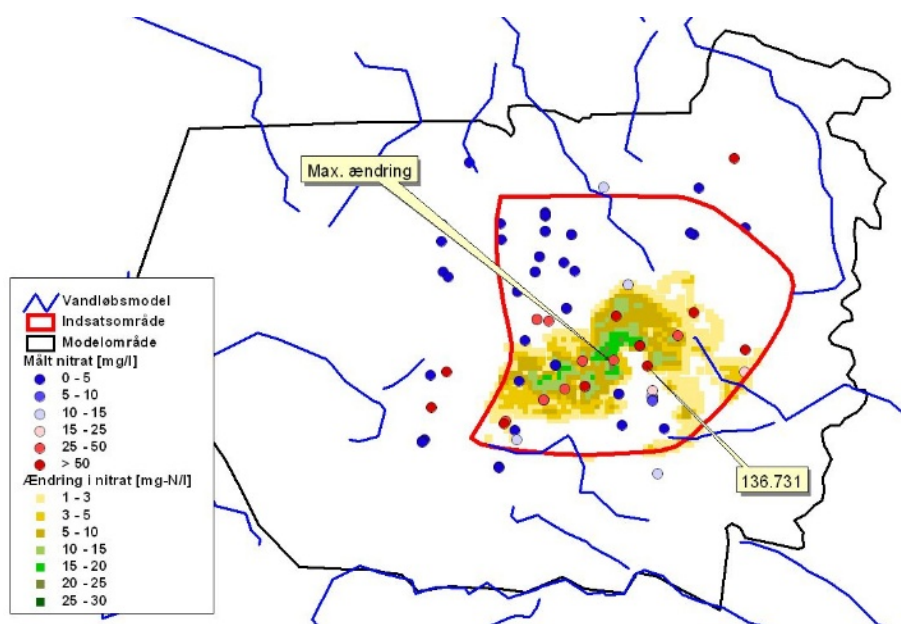 Max. ændring
Vandløbsmodel
Indsatsområde
Modelområde
Målt nitrat [mg/l]
0 - 5
5 - 10
10 - 15
15 - 25
25 - 50
> 50
Ændring i nitrat [mg-N/l]
1 - 3
3 - 5
5 - 10
10 - 15
15 - 20
20 - 25
25 - 30
136.731